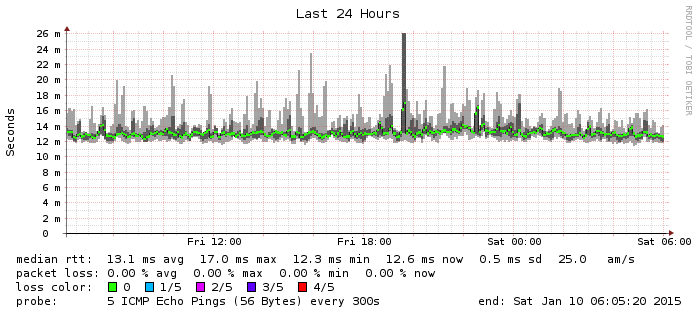 Last 24 Hours
RRDTOOL / TOBI OETIKER
Seconds
26 m
24 m
22 m
20 m
18 m
16 m
14 m
12 m
10 m
8 m
6 m
4 m
2 m
0
Fri 12:00 Fri 18:00 Sat 00:00 Sat 06:00
median rtt: 13.1 ms avg 17.0 ms max 12.3 ms min 12.6 ms now 0.5 ms sd 25.0 am/s
packet loss: 0.00 % avg 0.00 % max 0.00 % min 0.00 % now
loss color: 0 1/5 2/5 3/5 4/5
probe: 5 ICMP Echo Pings (56 Bytes) every 300s end: Sat Jan 10 06:05:20 2015